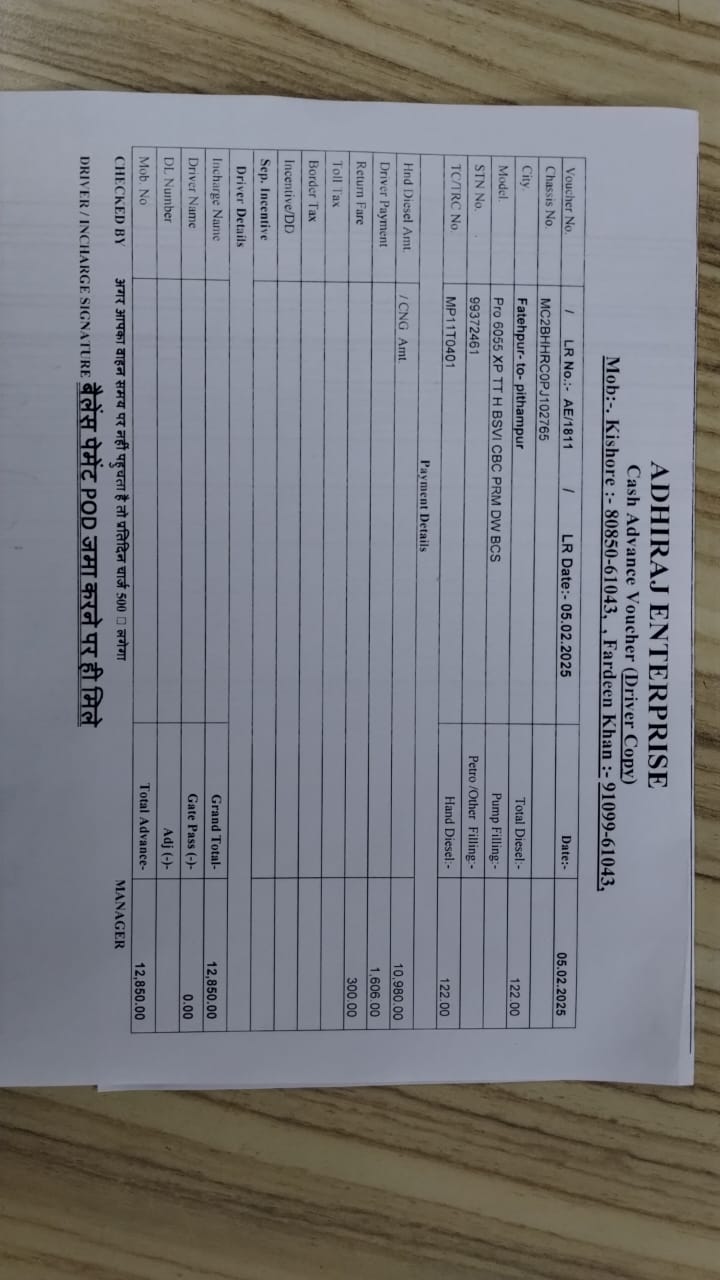 ADHIRAJ ENTERPRISE
Cash Advance Voucher (Driver Copy)
Mob:-. Kishore :- 80850-61043, , Fardeen Khan :- 91099-61043,
Voucher No. / LR No.:- AE/1811 / LR Date:- 05.02.2025 Date:- 05.02.2025
Chassis No. MC2BHHRC0PJ102765
City. Fatehpur- to- pithampur Total Diesel:- 122.00
Model. Pro 6055 XP TT H BSVI CBC PRM DW BCS Pump Filling:-
STN No. 99372461 Petro /Other Filling:-
TC/TRC No. MP11T0401 Hand Diesel:- 122.00
Payment Details
Hnd Diesel Amt. / CNG Amt. 10,980.00
Driver Payment 1,606.00
Return Fare 300.00
Toll Tax
Border Tax
Incentive/DD
Sep. Incentive
Driver Details
Incharge Name Grand Total- 12,850.00
Driver Name Gate Pass (-)- 0.00
DL Number Adj (-)-
Mob. No Total Advance- 12,850.00
CHECKED BY अगर आपका वाहन समय पर नहीं पहुचता है तो प्रतिदिन चार्ज 500 □ लगेगा MANAGER
DRIVER / INCHARGE SIGNATURE बैलेंस पेमेंट POD जमा करने पर ही मिले